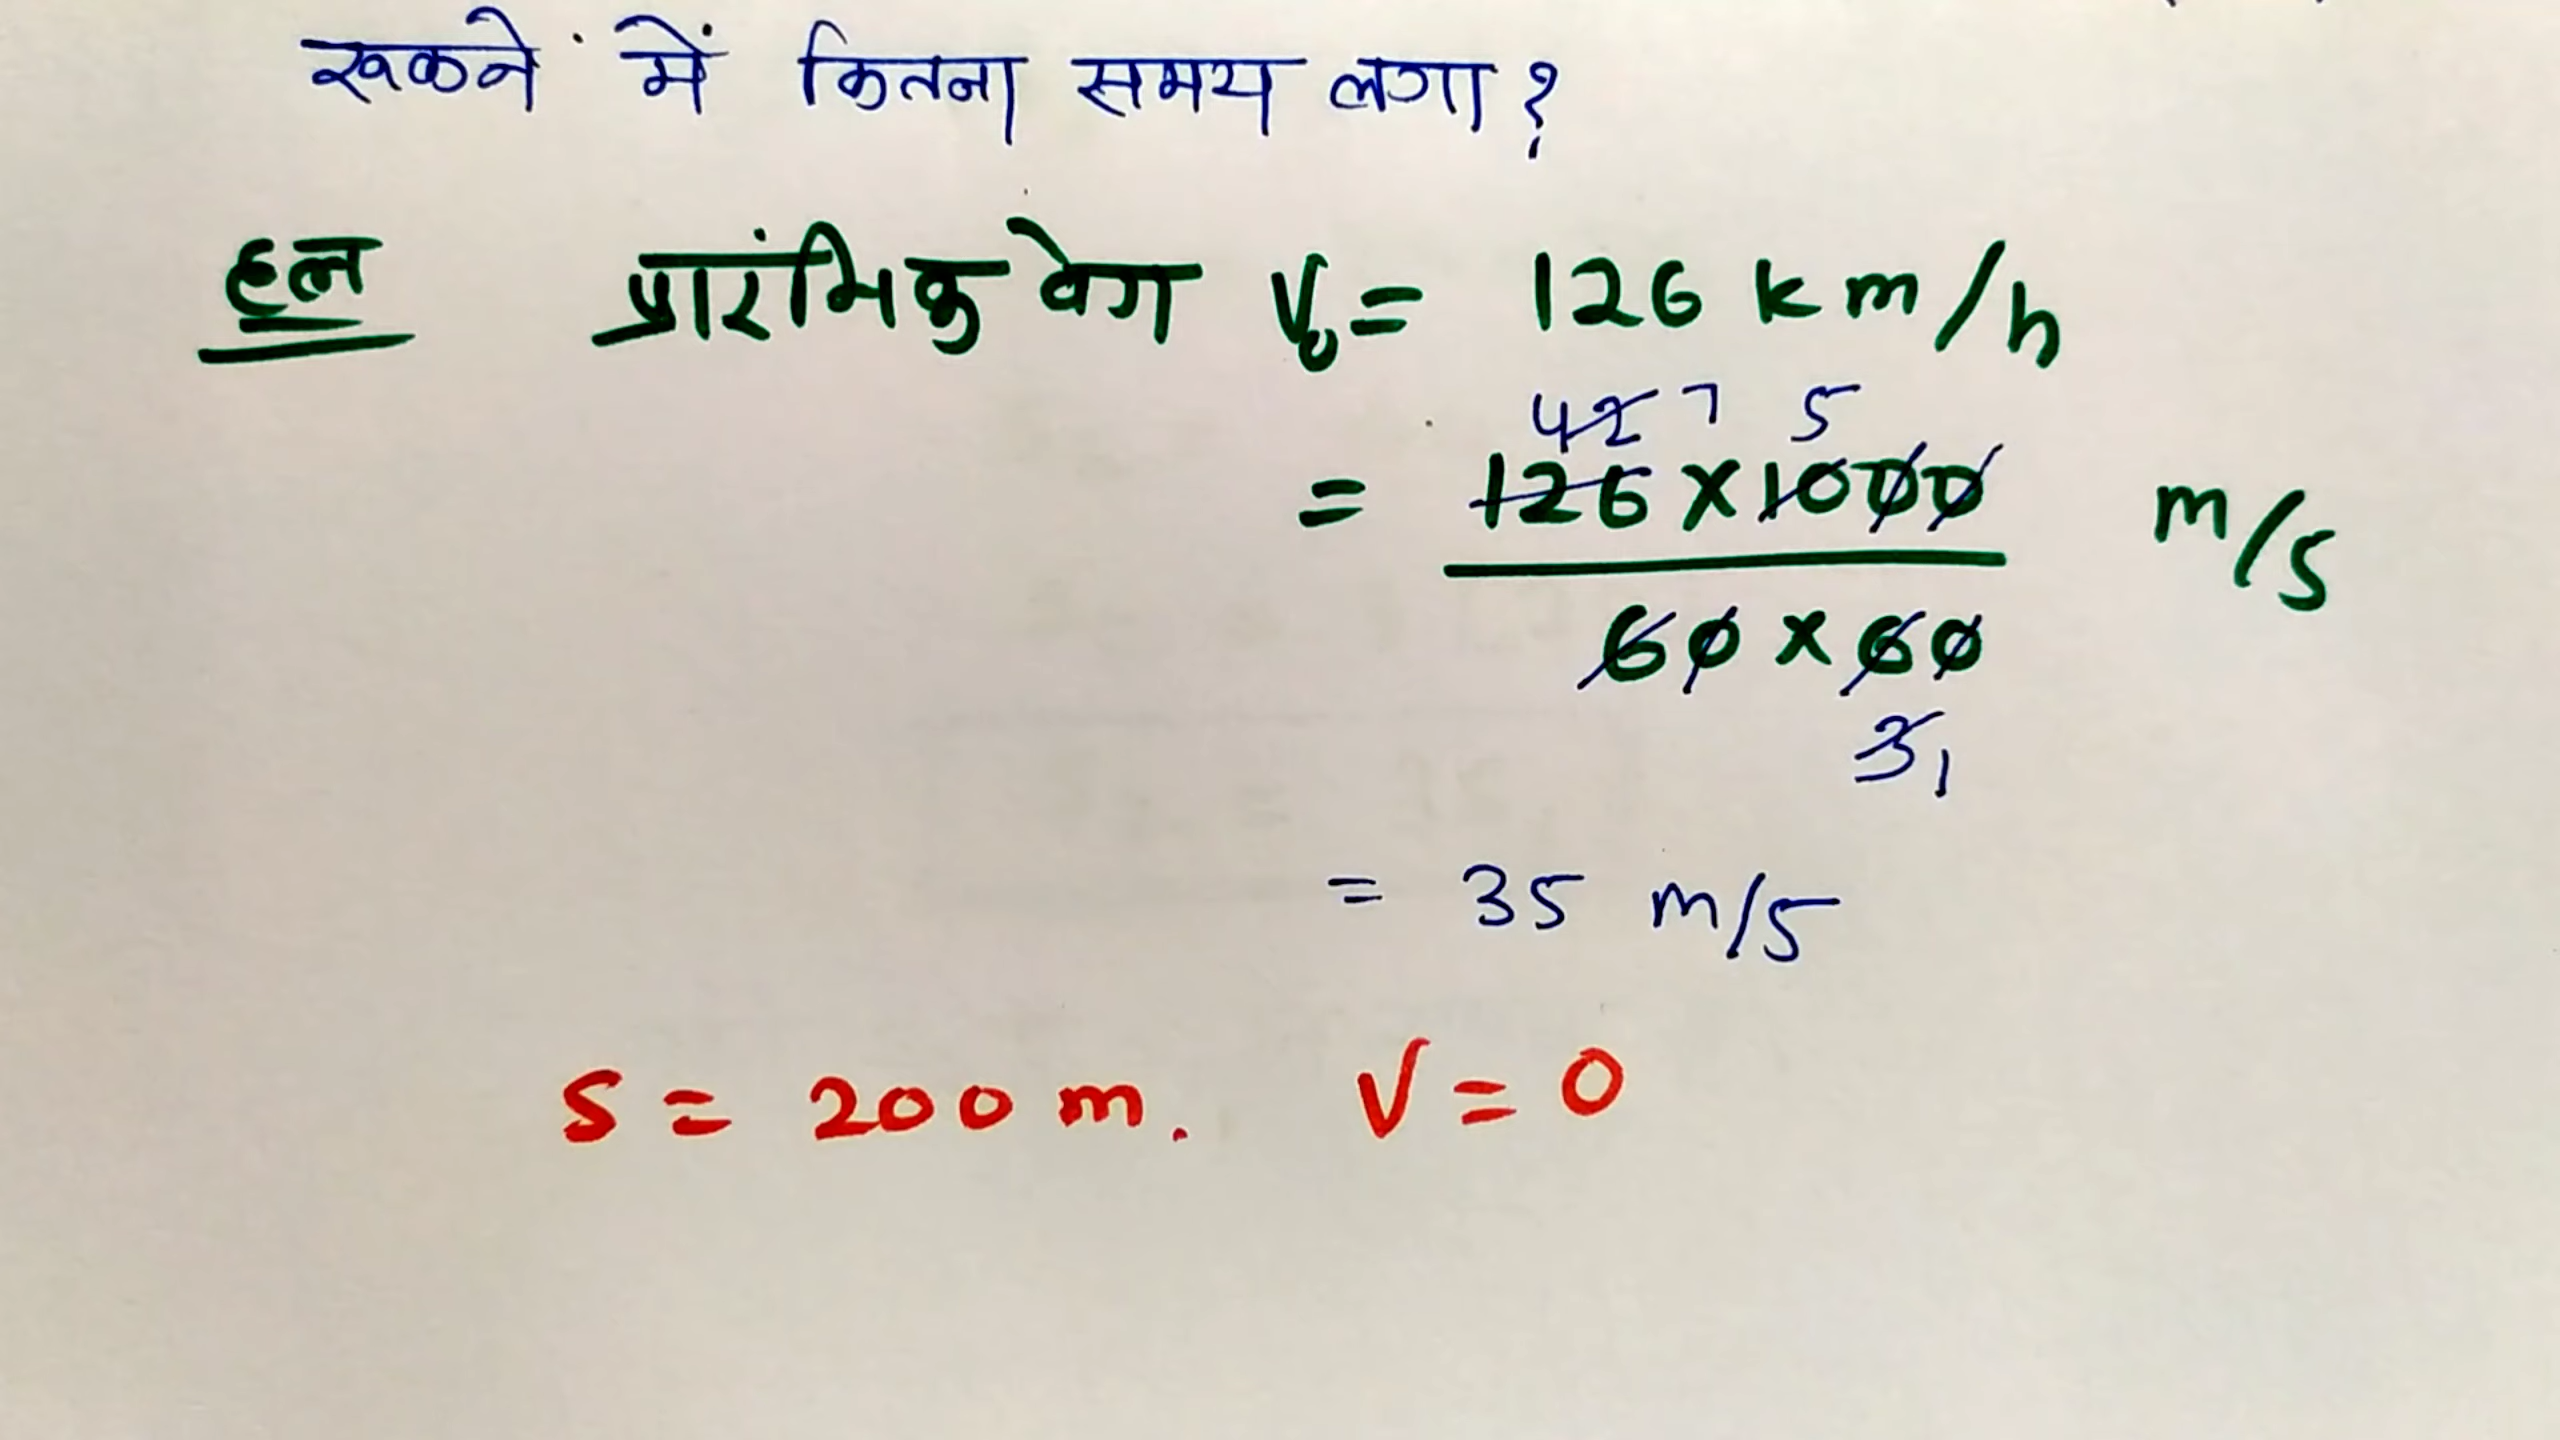 रूकने में कितना समय लगा?
हल प्रारंभिक वेग V₀ = 126 km/h
42 7 5
= 126 x 1000 m/s
60 x 60
3 1
= 35 m/s
S = 200 m. V = 0